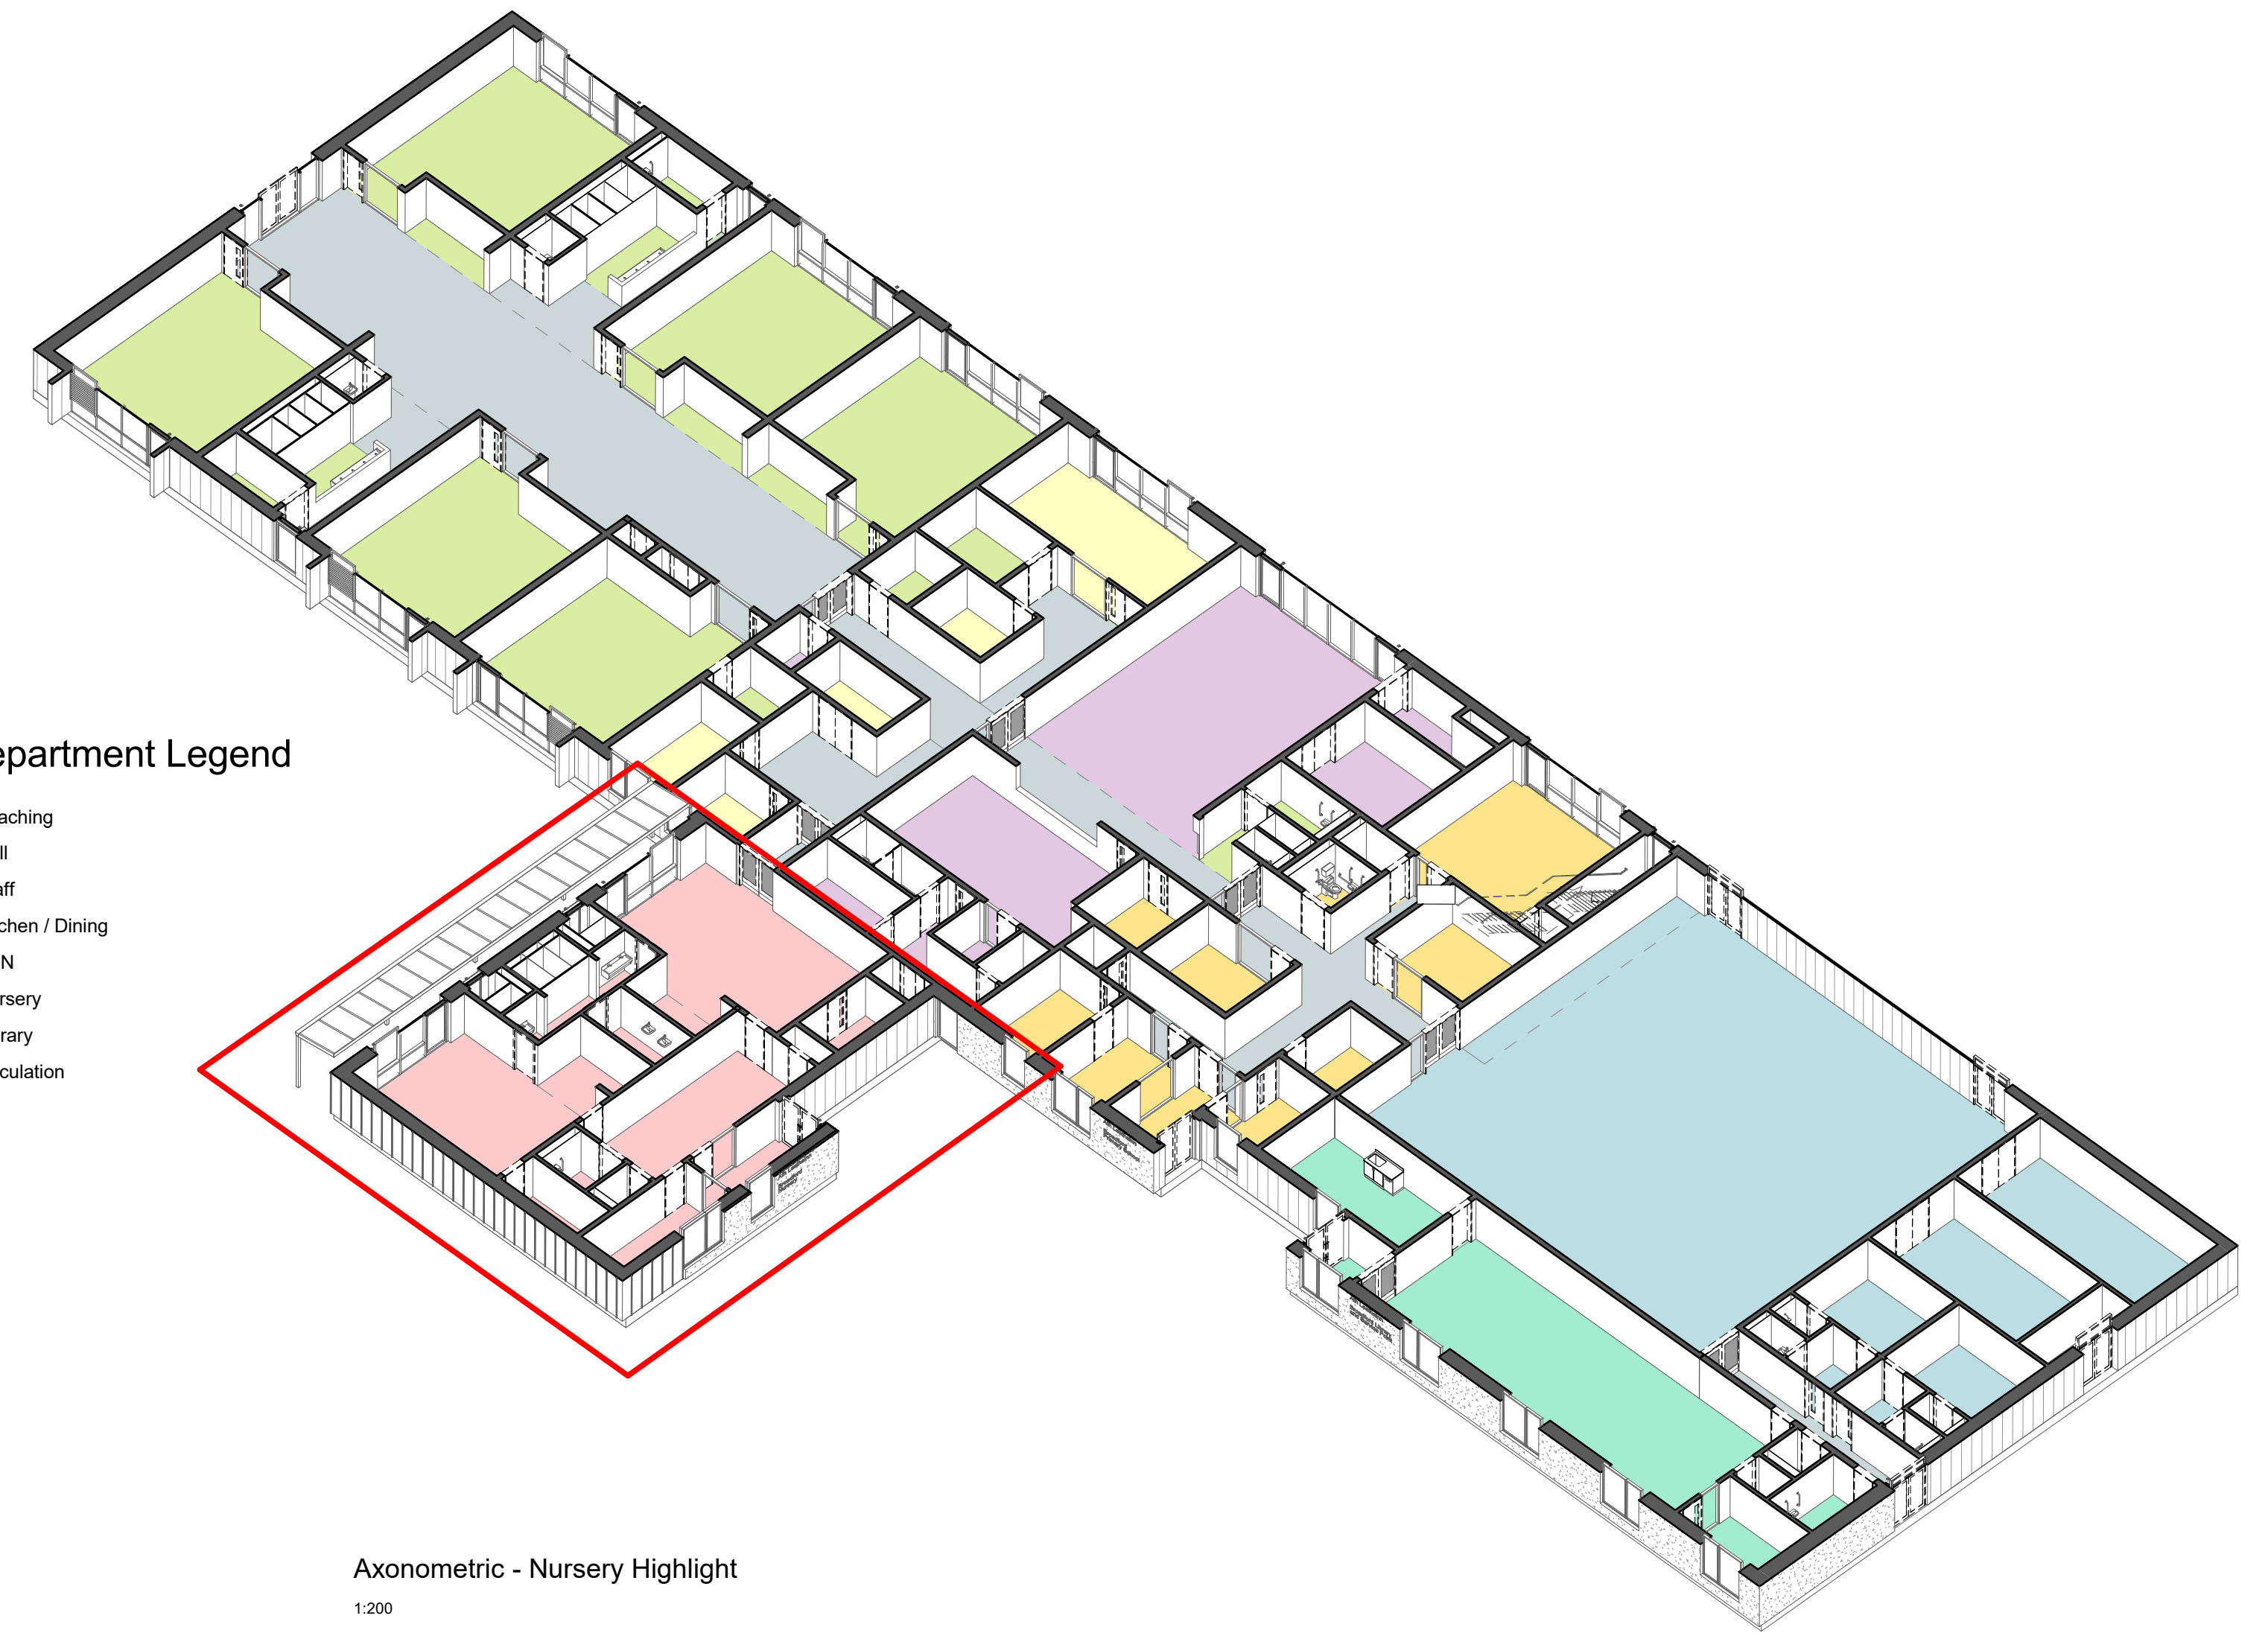 epartment Legend
aching
ll
aff
chen / Dining
N
rsery
rary
culation
Axonometric - Nursery Highlight
1:200